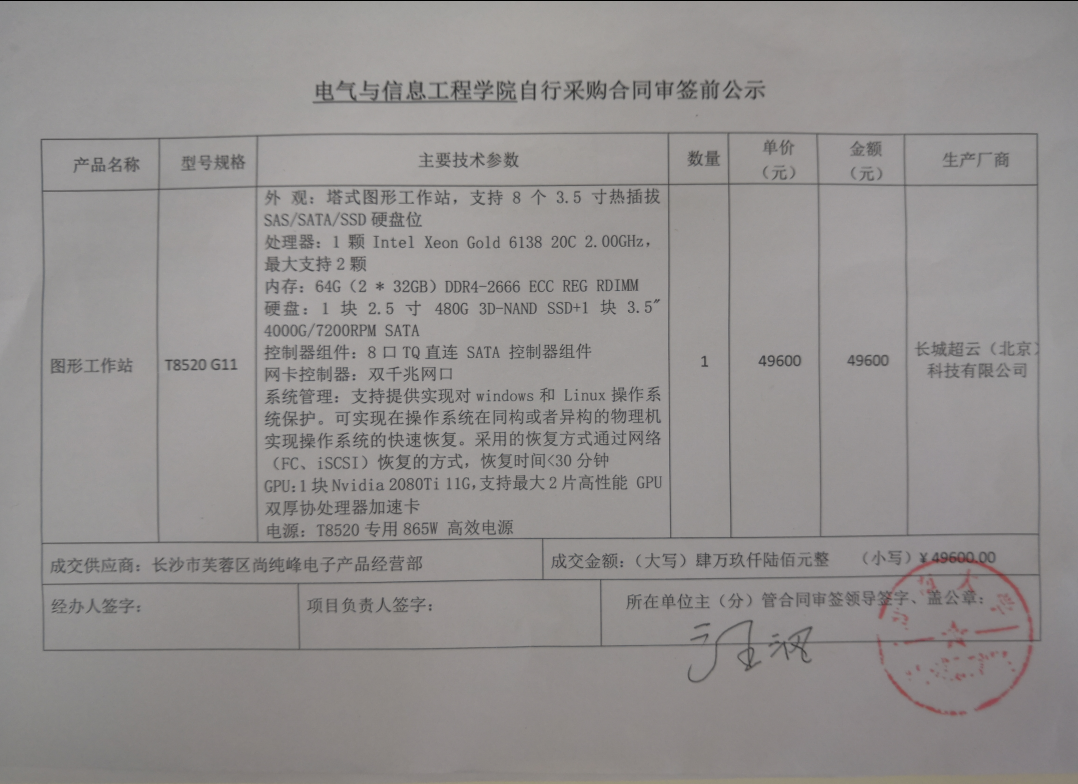 电气与信息工程学院自行采购合同审签前公示
产品名称 型号规格 主要技术参数 数量 单价（元） 金额（元） 生产厂商
外 观：塔式图形工作站，支持 8 个 3.5 寸热插拔
SAS/SATA/SSD 硬盘位
处理器：1 颗 Intel Xeon Gold 6138 20C 2.00GHz，
最大支持 2 颗
内存：64G（2 * 32GB）DDR4-2666 ECC REG RDIMM
硬盘：1 块 2.5 寸 480G 3D-NAND SSD+1 块 3.5″
4000G/7200RPM SATA
控制器组件：8 口 TQ 直连 SATA 控制器组件
图形工作站 T8520 G11 1 49600 49600 长城超云（北京）
科技有限公司
网卡控制器：双千兆网口
系统管理：支持提供实现对 windows 和 Linux 操作系
统保护。可实现在操作系统在同构或者异构的物理机
实现操作系统的快速恢复。采用的恢复方式通过网络
（FC、iSCSI）恢复的方式，恢复时间<30 分钟
GPU：1 块 Nvidia 2080Ti 11G，支持最大 2 片高性能 GPU
双厚协处理器加速卡
电源：T8520 专用 865W 高效电源
成交供应商：长沙市芙蓉区尚纯峰电子产品经营部 成交金额：（大写）肆万玖仟陆佰元整 （小写）¥ 49600.00
经办人签字： 项目负责人签字： 所在单位主（分）管合同审签领导签字、盖公章：